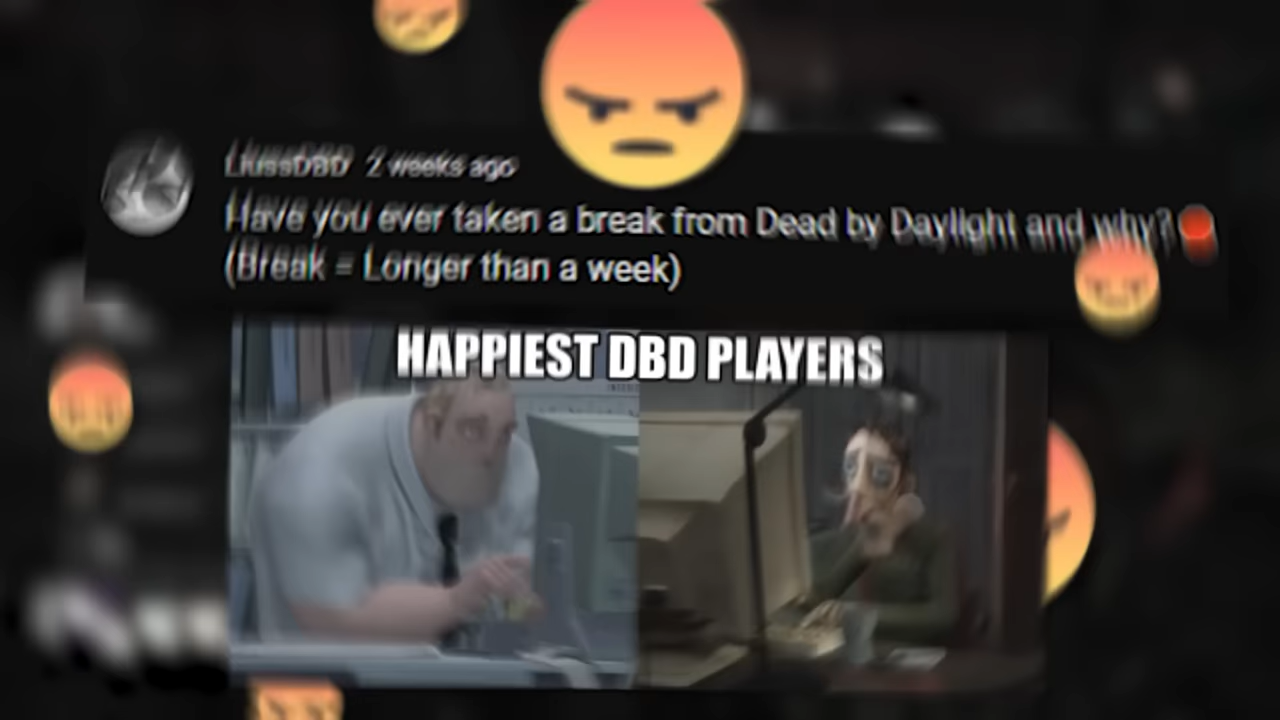 LiussDBD 2 weeks ago
Have you ever taken a break from Dead by Daylight and why?
(Break = Longer than a week)
HAPPIEST DBD PLAYERS